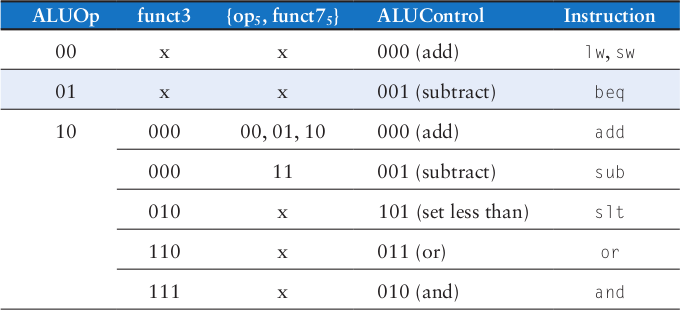 ALUOp funct3 {op₅, funct7₅} ALUControl Instruction
00 x x 000 (add) lw, sw
01 x x 001 (subtract) beq
10 000 00, 01, 10 000 (add) add
000 11 001 (subtract) sub
010 x 101 (set less than) slt
110 x 011 (or) or
111 x 010 (and) and